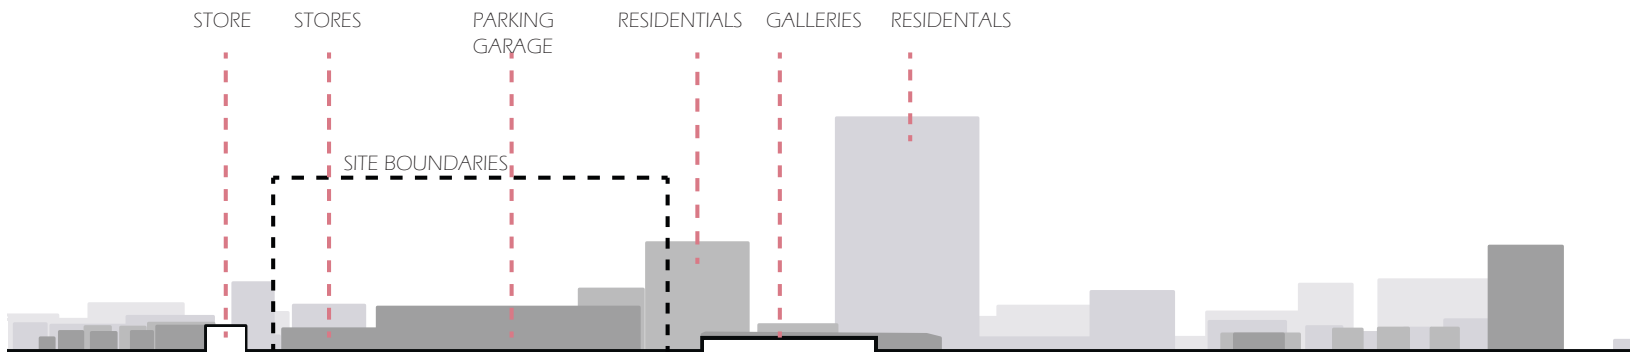 STORE
STORES
PARKING
GARAGE
RESIDENTIALS
GALLERIES
RESIDENTALS
SITE BOUNDARIES